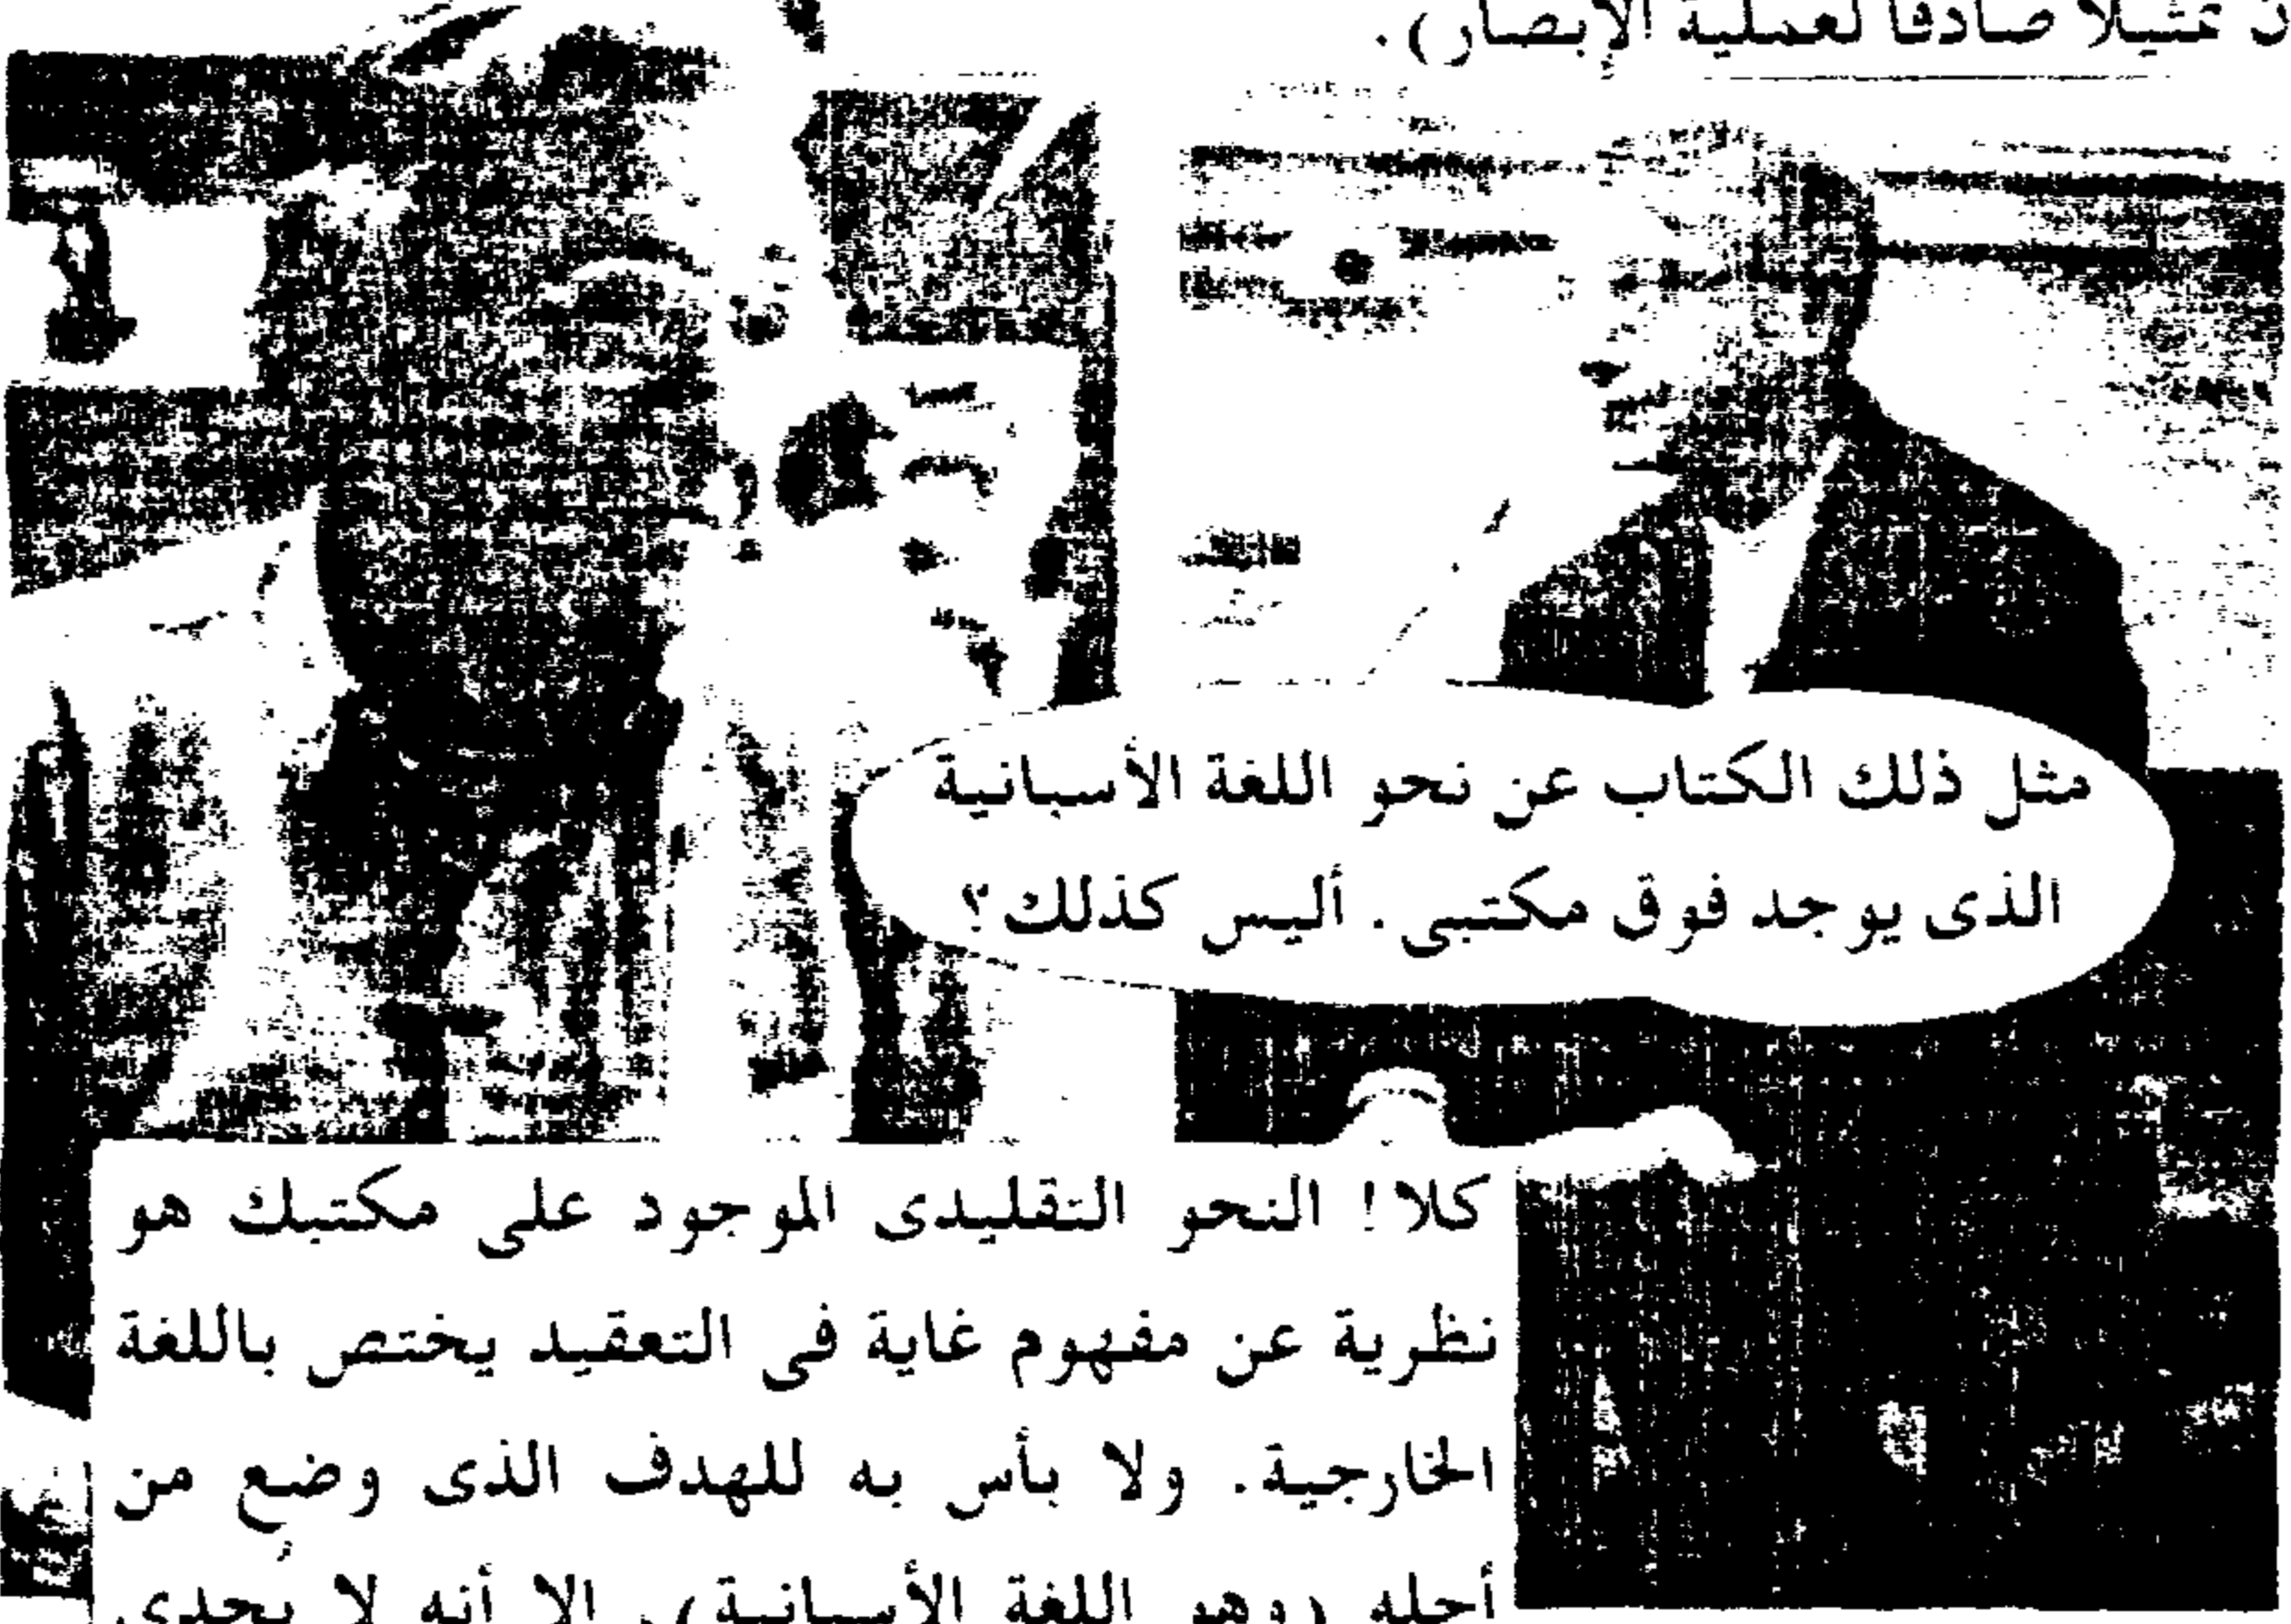 ن تمثيلاً صادقًا لعملية الإبصار).
مثل ذلك الكتاب عن نحو اللغة الأسبانية
الذى يوجد فوق مكتبى. أليس كذلك؟
كلا! النحو التقليدى الموجود على مكتبك هو
نظرية عن مفهوم غاية فى التعقيد يختص باللغة
الخارجية. ولا بأس به للهدف الذى وضع من
أجله (وهو اللغة الأسبانية). إلا أنه لا يُجدى